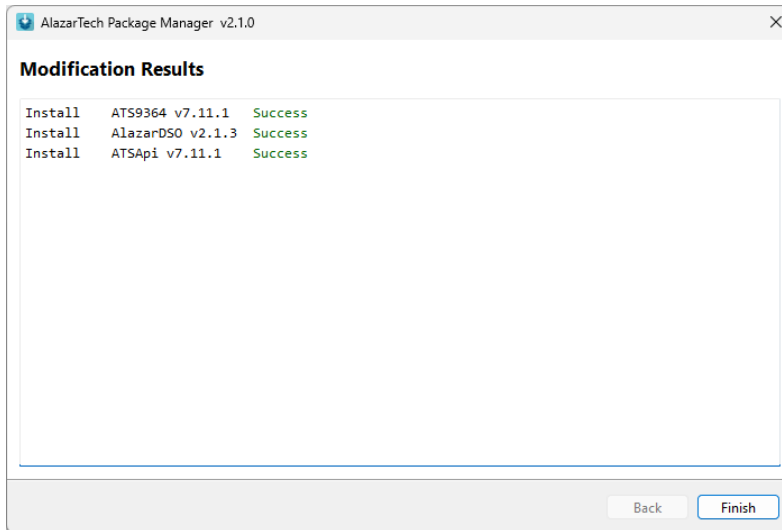 AlazarTech Package Manager v2.1.0
Modification Results
Install ATS9364 v7.11.1 Success
Install AlazarDSO v2.1.3 Success
Install ATSApi v7.11.1 Success
Back Finish